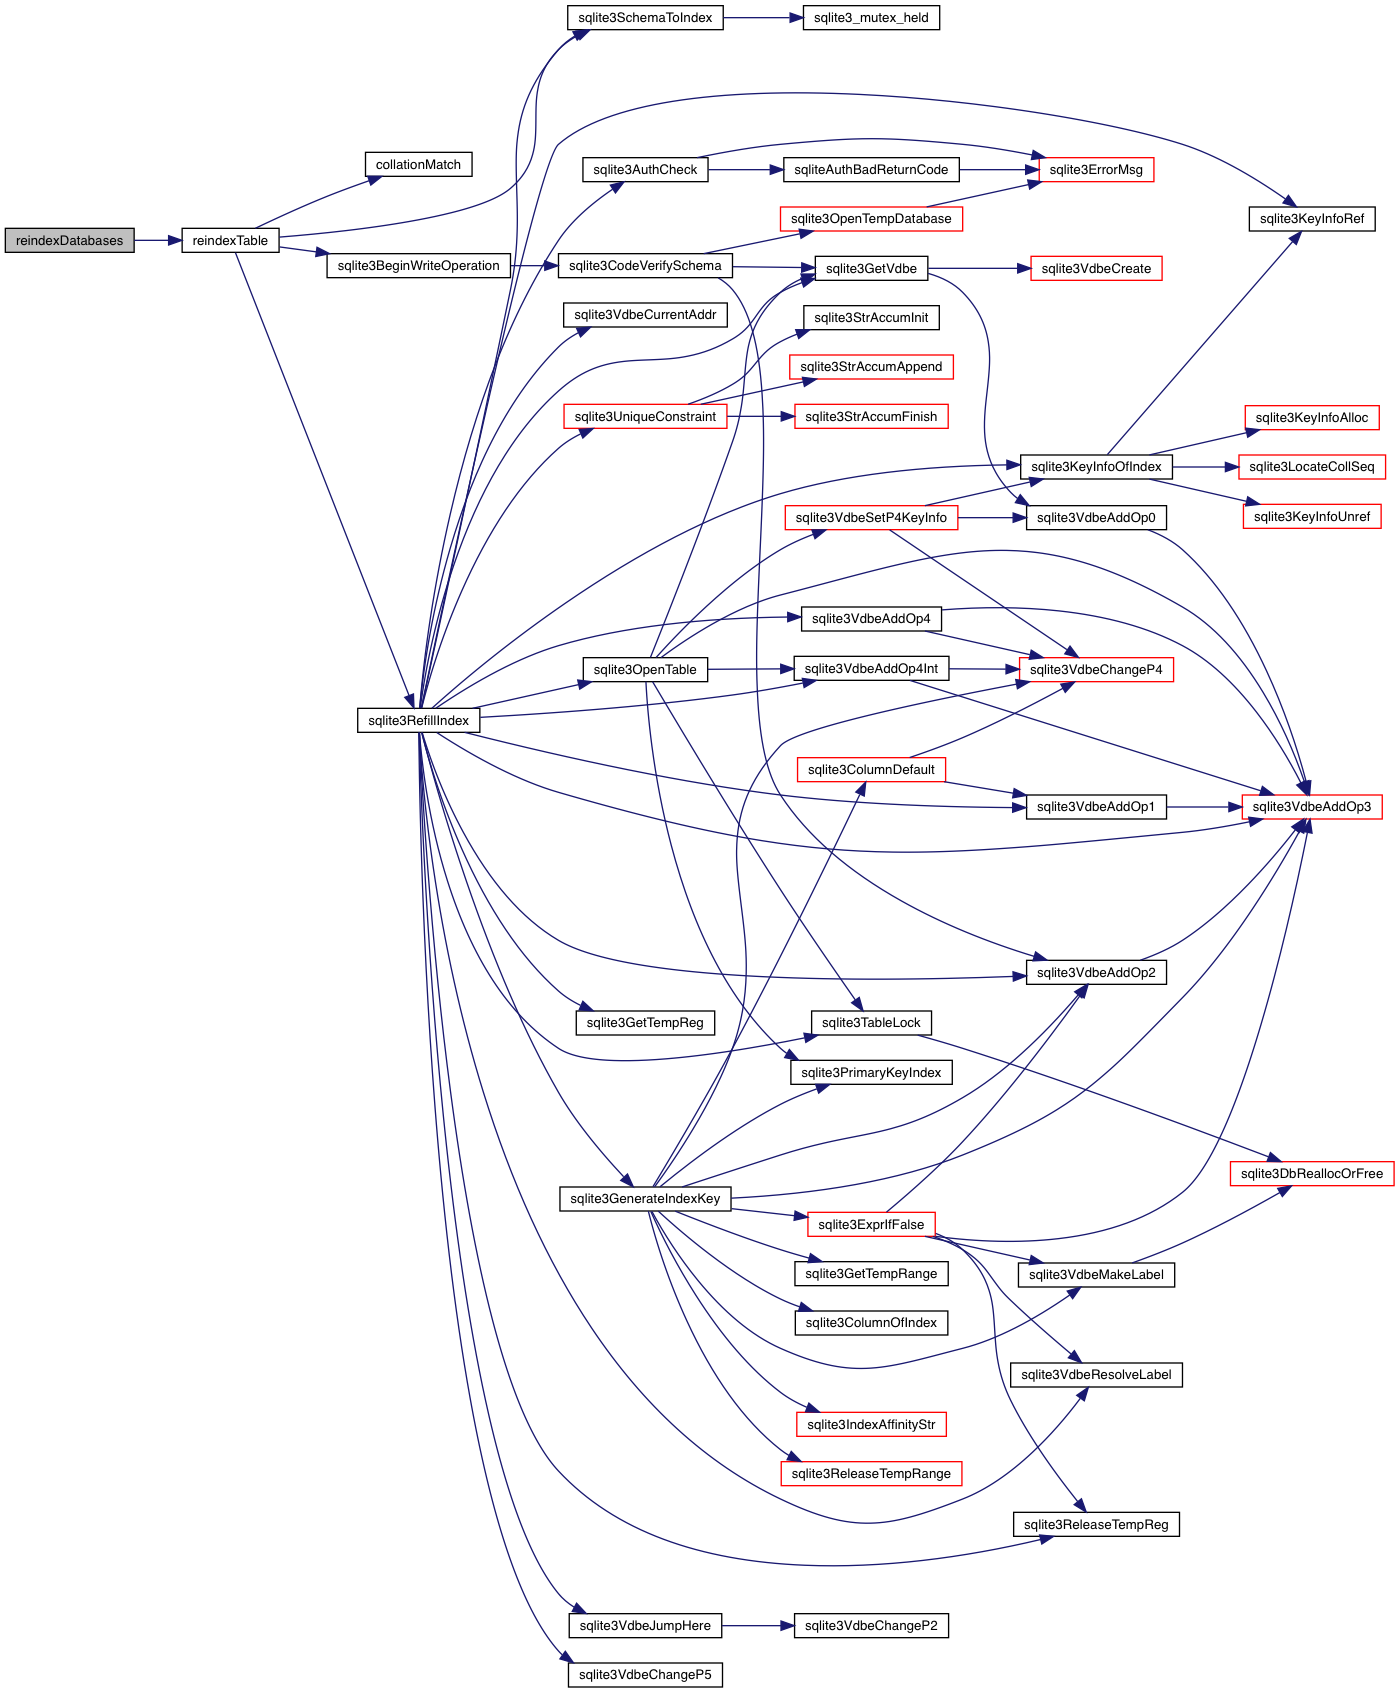 sqlite3SchemaToIndex
sqlite3_mutex_held
collationMatch
sqlite3AuthCheck
sqliteAuthBadReturnCode
sqlite3ErrorMsg
sqlite3OpenTempDatabase
sqlite3KeyInfoRef
reindexDatabases
reindexTable
sqlite3BeginWriteOperation
sqlite3CodeVerifySchema
sqlite3GetVdbe
sqlite3VdbeCreate
sqlite3VdbeCurrentAddr
sqlite3StrAccumInit
sqlite3StrAccumAppend
sqlite3UniqueConstraint
sqlite3StrAccumFinish
sqlite3KeyInfoAlloc
sqlite3KeyInfoOfIndex
sqlite3LocateCollSeq
sqlite3VdbeSetP4KeyInfo
sqlite3VdbeAddOp0
sqlite3KeyInfoUnref
sqlite3VdbeAddOp4
sqlite3OpenTable
sqlite3VdbeAddOp4Int
sqlite3VdbeChangeP4
sqlite3RefillIndex
sqlite3ColumnDefault
sqlite3VdbeAddOp1
sqlite3VdbeAddOp3
sqlite3VdbeAddOp2
sqlite3GetTempReg
sqlite3TableLock
sqlite3PrimaryKeyIndex
sqlite3DbReallocOrFree
sqlite3GenerateIndexKey
sqlite3ExprIfFalse
sqlite3GetTempRange
sqlite3VdbeMakeLabel
sqlite3ColumnOfIndex
sqlite3VdbeResolveLabel
sqlite3IndexAffinityStr
sqlite3ReleaseTempRange
sqlite3ReleaseTempReg
sqlite3VdbeJumpHere
sqlite3VdbeChangeP2
sqlite3VdbeChangeP5